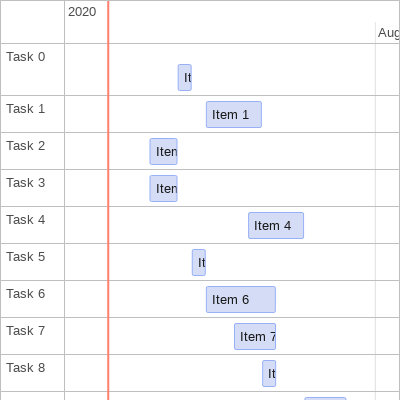 2020
Aug
Task 0
It
Task 1
Item 1
Task 2
Item
Task 3
Item
Task 4
Item 4
Task 5
It
Task 6
Item 6
Task 7
Item 7
Task 8
It